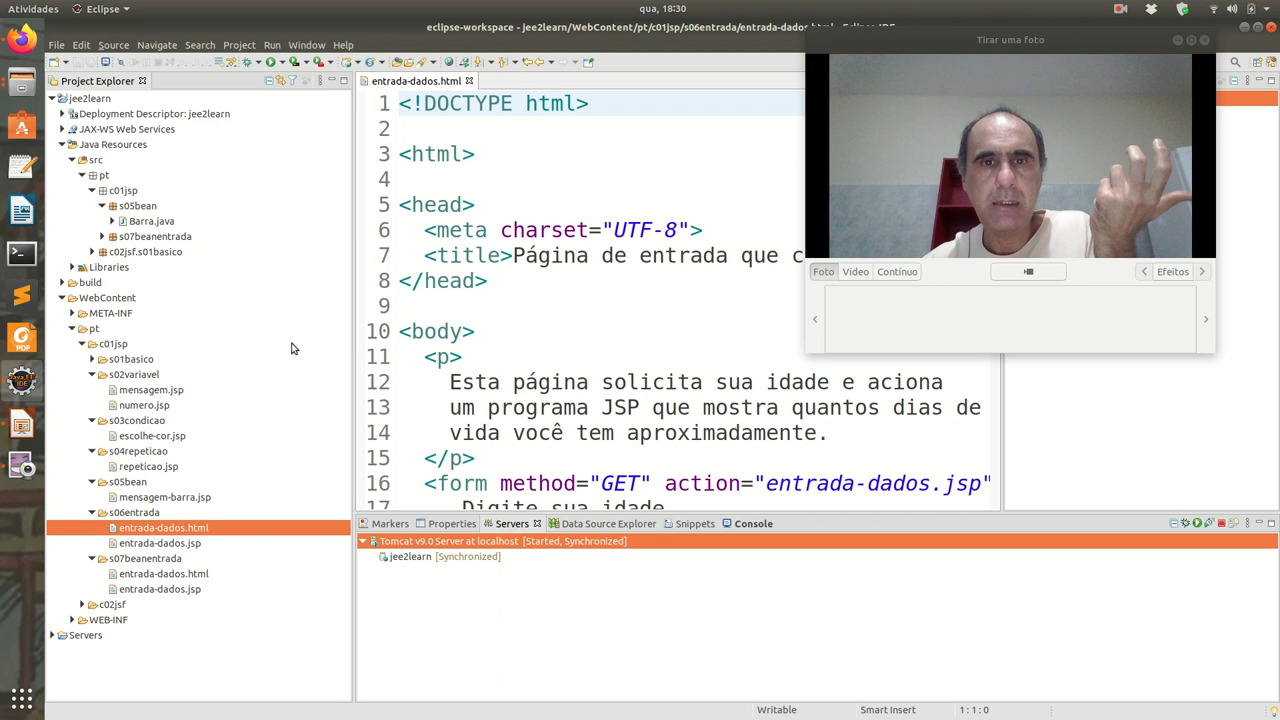 Atividades
Eclipse
qua, 18:30
eclipse-workspace - jee2learn/WebContent/pt/c01jsp/s06entrada/entrada-dados.html - Eclipse IDE
File Edit Source Navigate Search Project Run Window Help
Project Explorer
jee2learn
Deployment Descriptor: jee2learn
JAX-WS Web Services
Java Resources
src
pt
c01jsp
s05bean
Barra.java
s07beanentrada
c02jsf.s01basico
Libraries
build
WebContent
META-INF
pt
c01jsp
s01basico
s02variavel
mensagem.jsp
numero.jsp
s03condicao
escolhe-cor.jsp
s04repeticao
repeticao.jsp
s05bean
mensagem-barra.jsp
s06entrada
entrada-dados.html
entrada-dados.jsp
s07beanentrada
entrada-dados.html
entrada-dados.jsp
c02jsf
WEB-INF
Servers
entrada-dados.html
1 <!DOCTYPE html>
2
3 <html>
4
5 <head>
6 <meta charset="UTF-8">
7 <title>Página de entrada que c
8 </head>
9
10 <body>
11 <p>
12 Esta página solicita sua idade e aciona
13 um programa JSP que mostra quantos dias de
14 vida você tem aproximadamente.
15 </p>
16 <form method="GET" action="entrada-dados.jsp"
17 Digite sua idade
Tirar uma foto
Foto Vídeo Contínuo
Efeitos
Markers Properties Servers Data Source Explorer Snippets Console
Tomcat v9.0 Server at localhost [Started, Synchronized]
jee2learn [Synchronized]
Writable
Smart Insert
1 : 1 : 0
PDF
Java EE
IDE